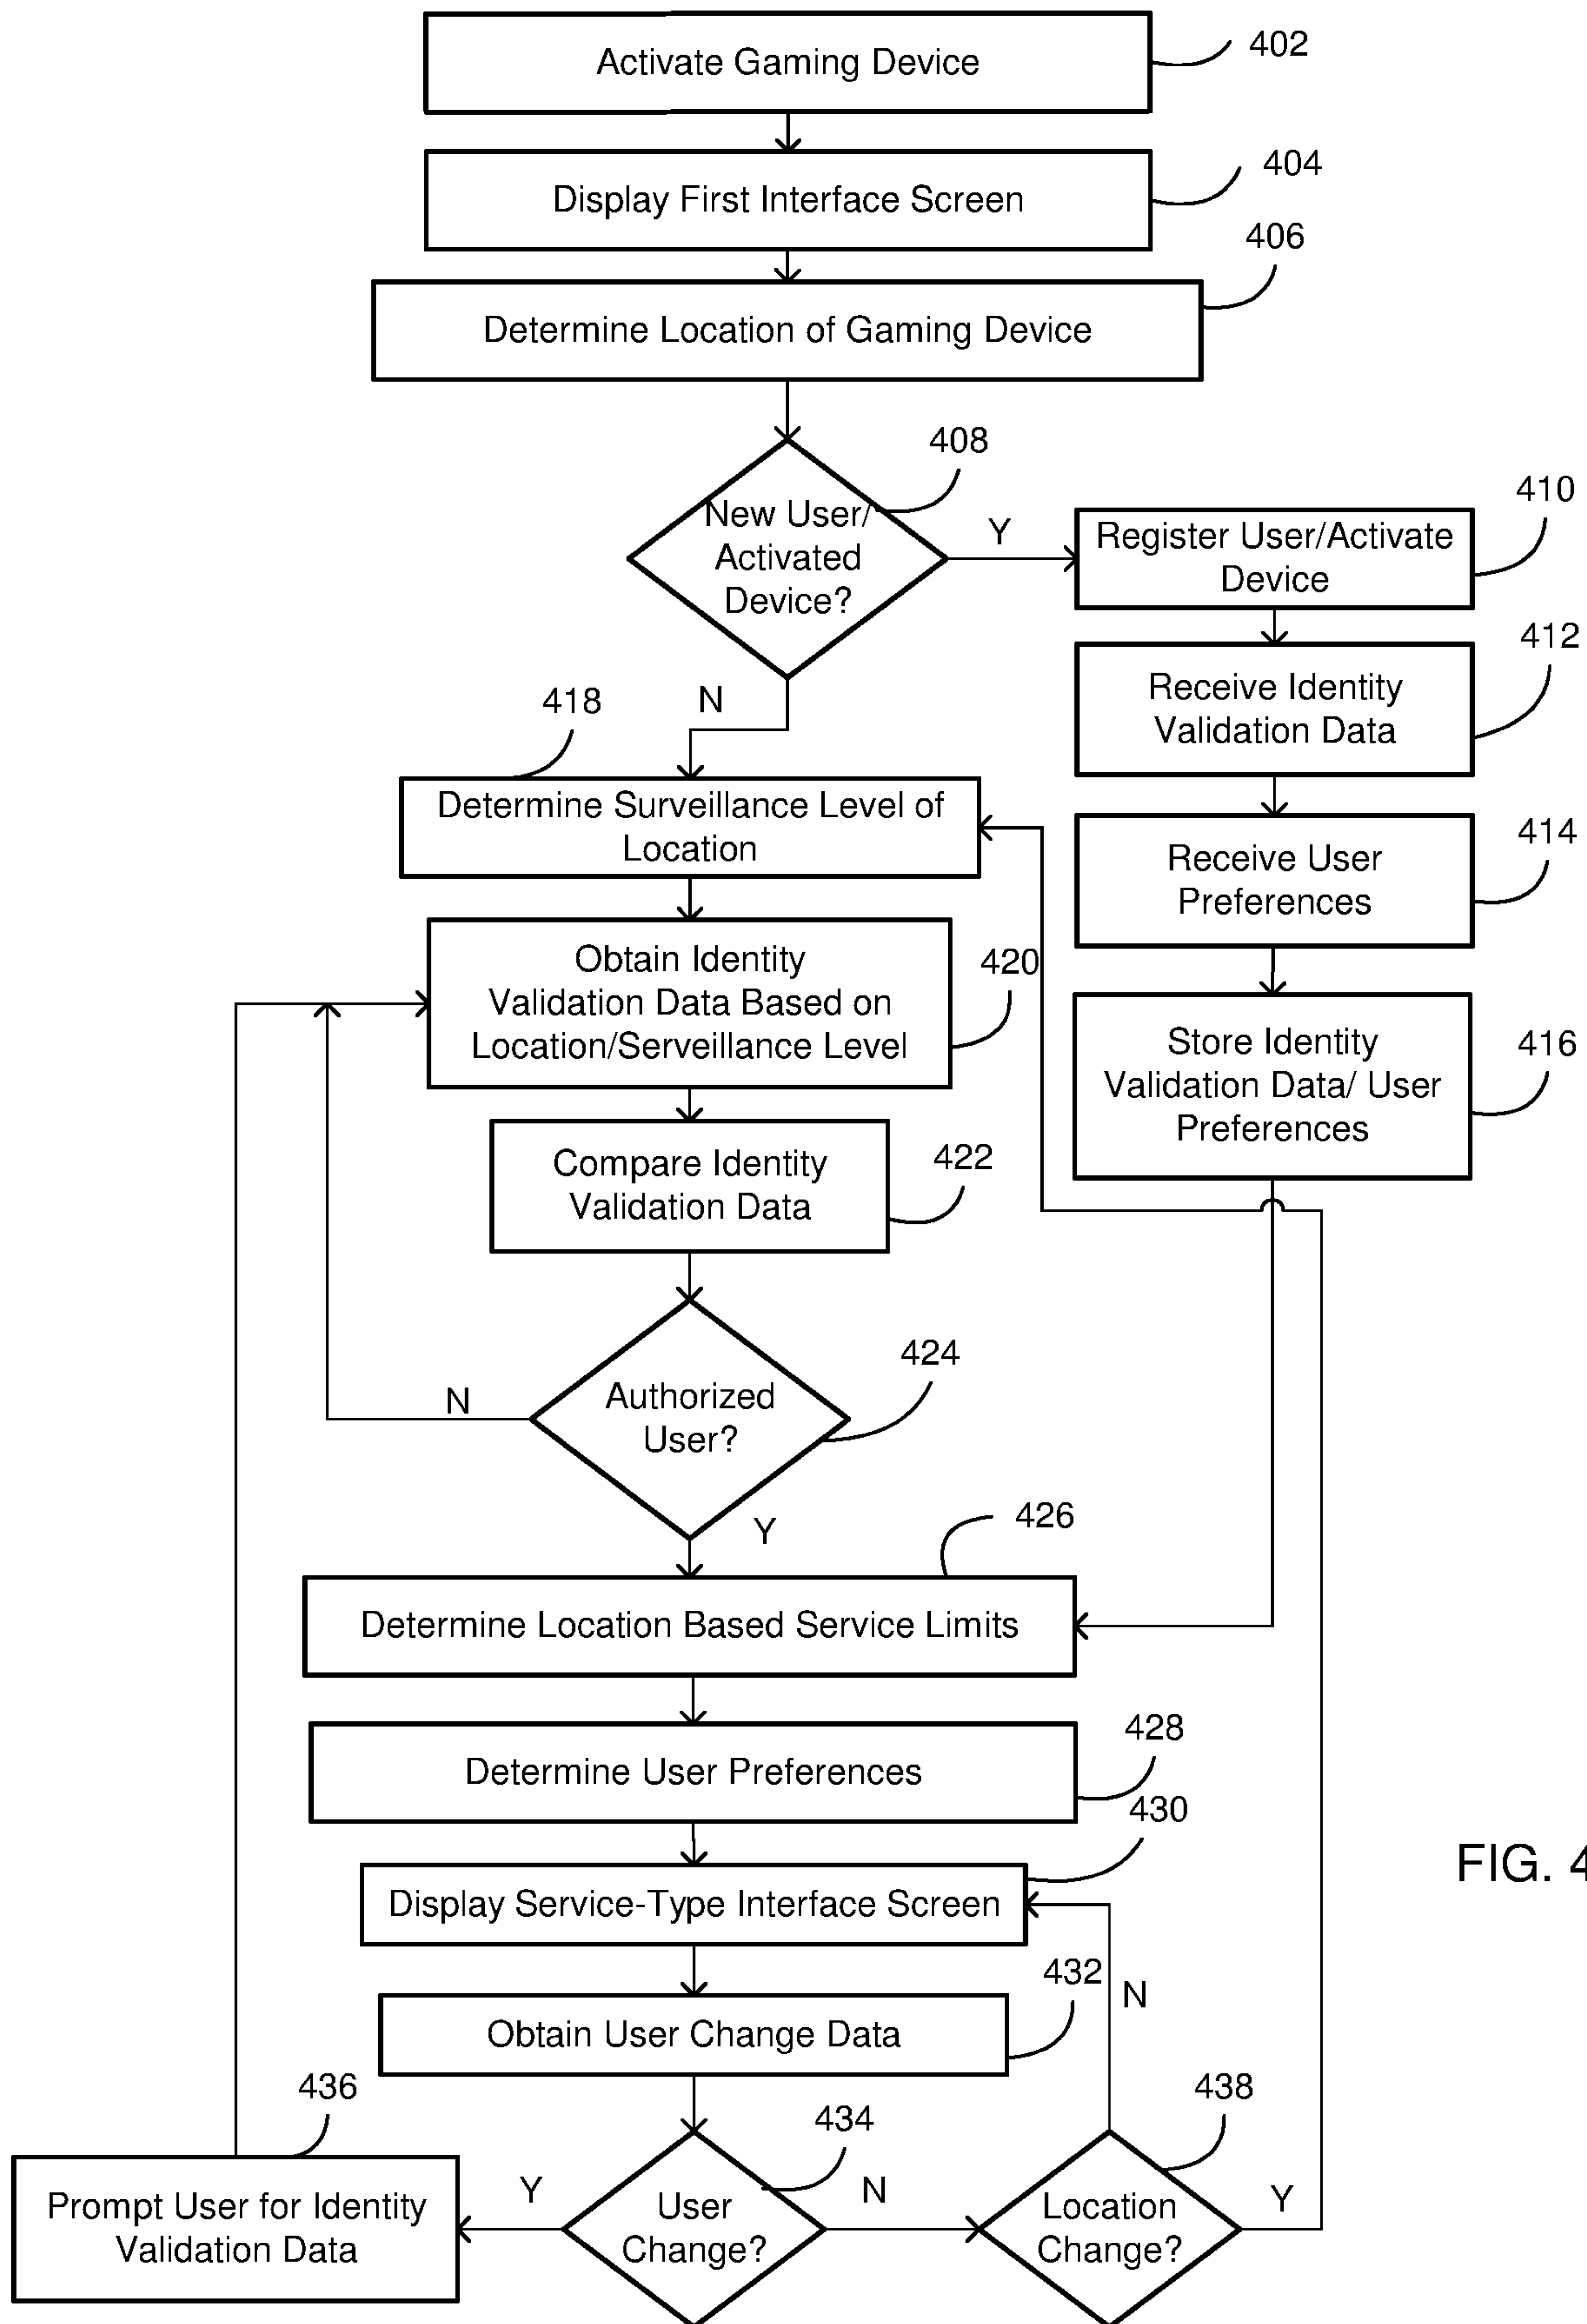 Activate Gaming Device
402
Display First Interface Screen
404
406
Determine Location of Gaming Device
408
New User/
Activated
Device?
Y
N
410
Register User/Activate
Device
412
Receive Identity
Validation Data
414
Receive User
Preferences
416
Store Identity
Validation Data/ User
Preferences
418
Determine Surveillance Level of
Location
420
Obtain Identity
Validation Data Based on
Location/Serveillance Level
422
Compare Identity
Validation Data
424
Authorized
User?
N
Y
426
Determine Location Based Service Limits
428
Determine User Preferences
430
Display Service-Type Interface Screen
432
Obtain User Change Data
N
434
User
Change?
Y
N
436
Prompt User for Identity
Validation Data
438
Location
Change?
Y
FIG. 4